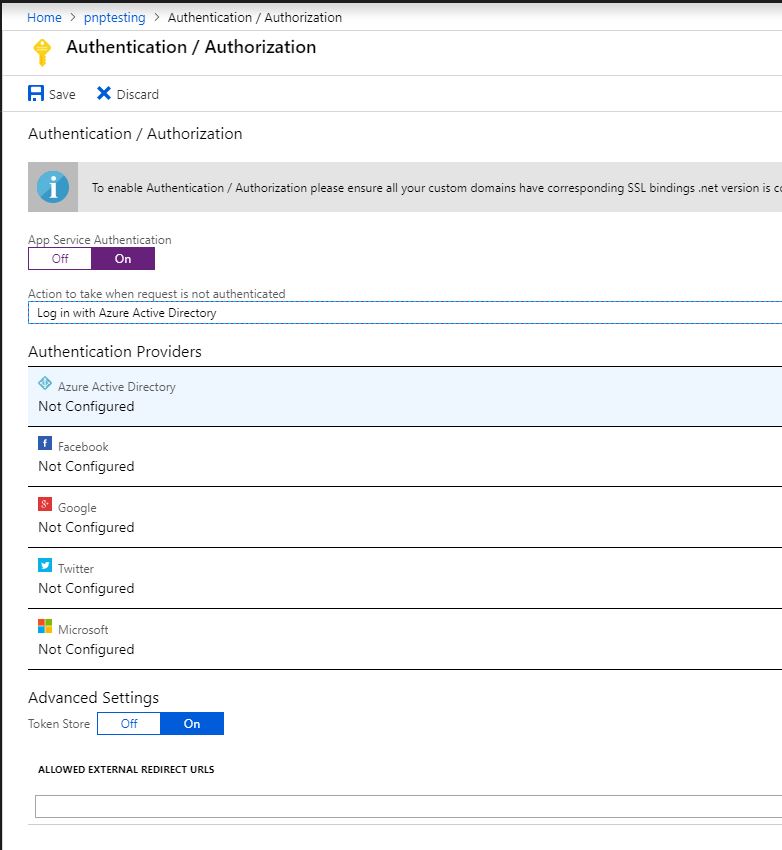 Home > pnptesting > Authentication / Authorization
Authentication / Authorization
Save Discard
Authentication / Authorization
To enable Authentication / Authorization please ensure all your custom domains have corresponding SSL bindings .net version is
App Service Authentication
Off On
Action to take when request is not authenticated
Log in with Azure Active Directory
Authentication Providers
Azure Active Directory
Not Configured
Facebook
Not Configured
Google
Not Configured
Twitter
Not Configured
Microsoft
Not Configured
Advanced Settings
Token Store Off On
ALLOWED EXTERNAL REDIRECT URLS